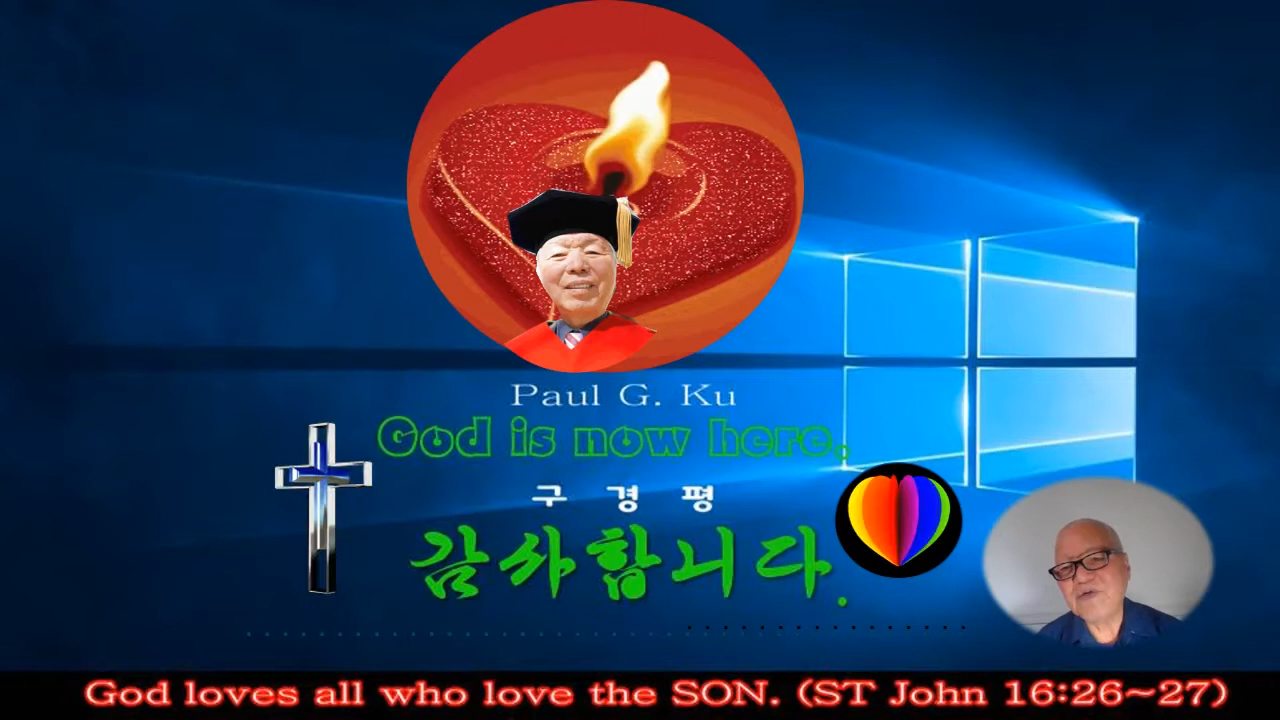 Paul G. Ku
God is now here.
구 경 평
감사합니다.
God loves all who love the SON. (ST John 16:26~27)